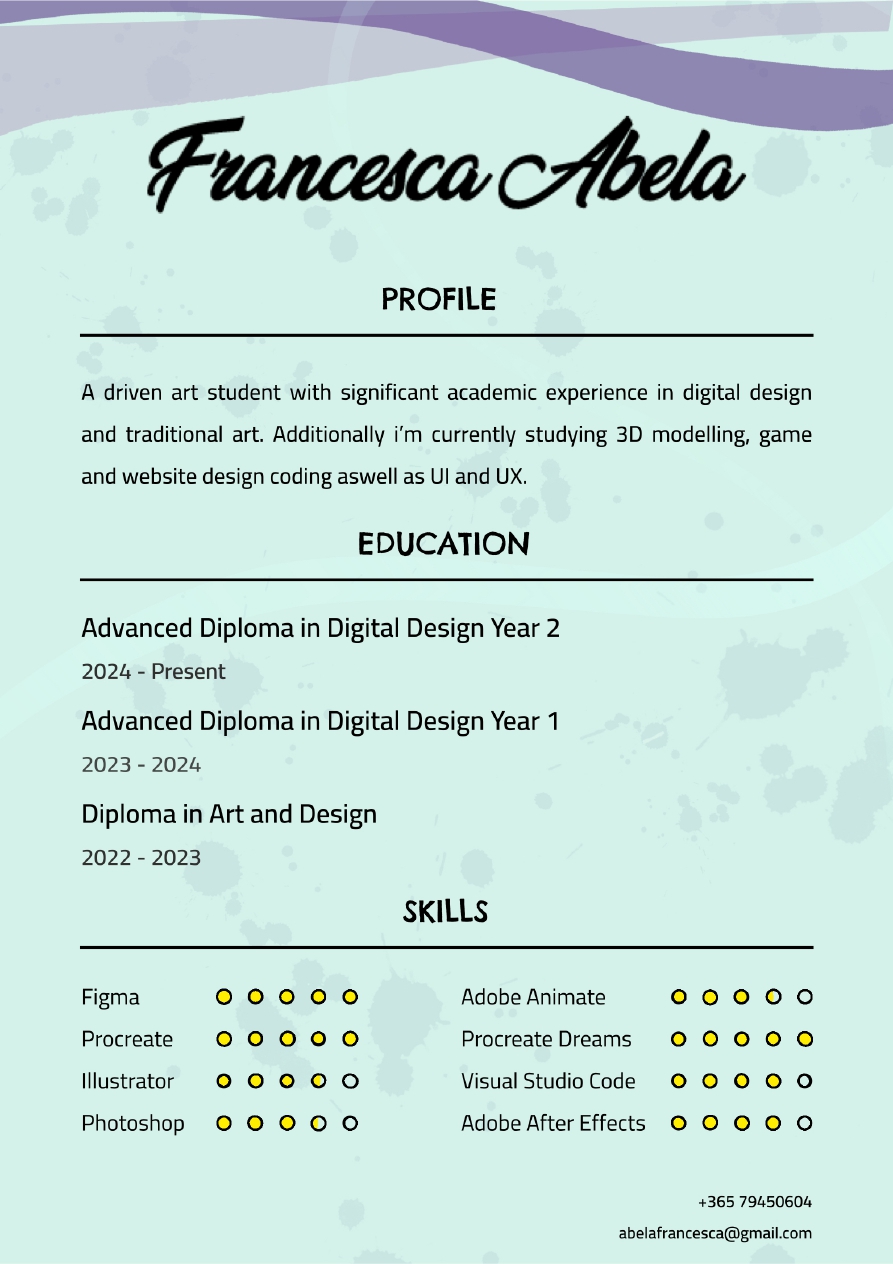 Francesca Abela
PROFILE
A driven art student with significant academic experience in digital design
and traditional art. Additionally i'm currently studying 3D modelling, game
and website design coding aswell as UI and UX.
EDUCATION
Advanced Diploma in Digital Design Year 2
2024 - Present
Advanced Diploma in Digital Design Year 1
2023 - 2024
Diploma in Art and Design
2022 - 2023
SKILLS
Figma
Procreate
Illustrator
Photoshop
Adobe Animate
Procreate Dreams
Visual Studio Code
Adobe After Effects
+365 79450604
abelafrancesca@gmail.com